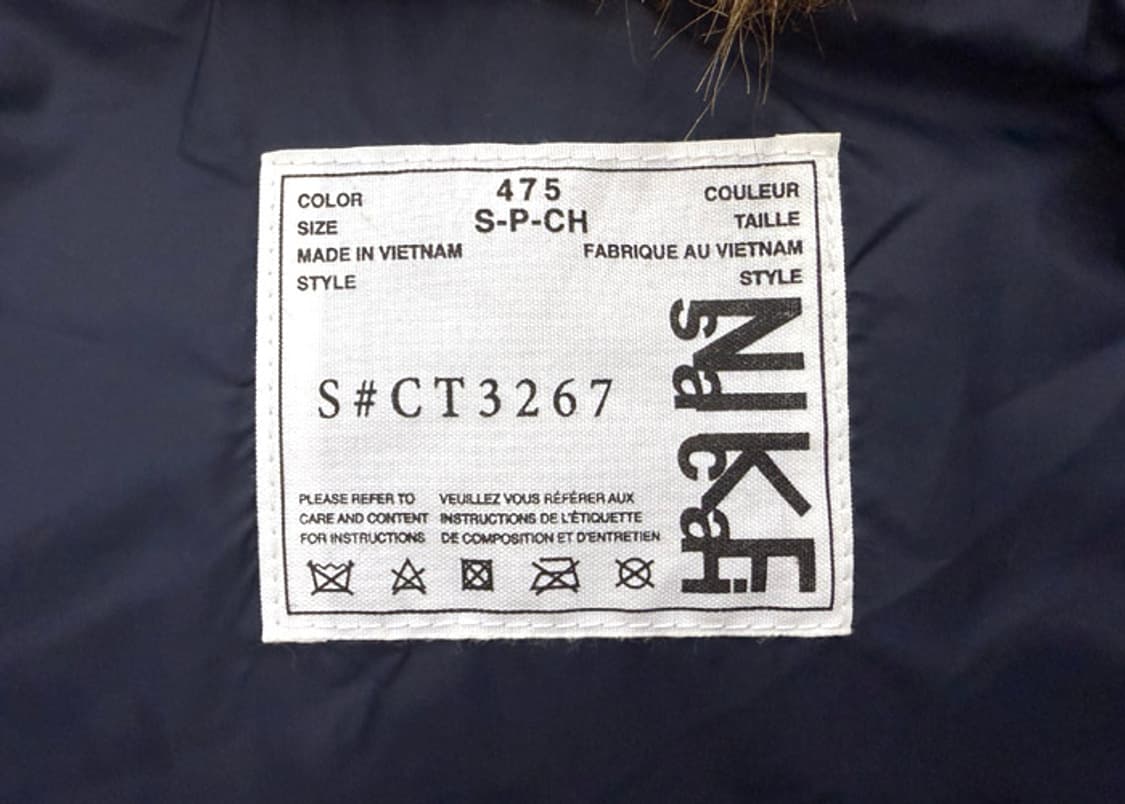 COLOR 475 COULEUR
SIZE S-P-CH TAILLE
MADE IN VIETNAM FABRIQUE AU VIETNAM
STYLE STYLE
S#CT3267
NIKE
sacai
PLEASE REFER TO VEUILLEZ VOUS RÉFÉRER AUX
CARE AND CONTENT INSTRUCTIONS DE L'ÉTIQUETTE
FOR INSTRUCTIONS DE COMPOSITION ET D'ENTRETIEN